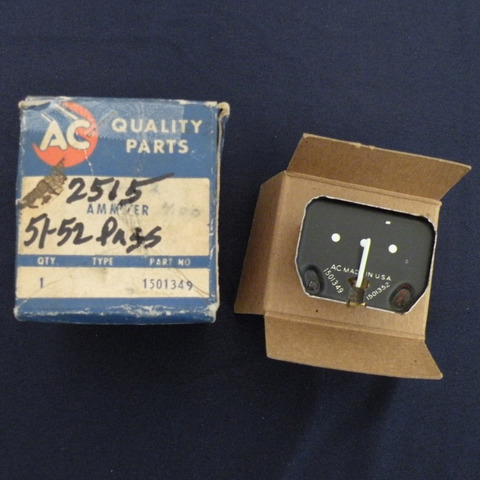 AC
QUALITY
PARTS
2515
AMMETER
51-52 Pass
QTY TYPE PART NO
1 1501349
AC MADE IN U.S.A.
1501349 1501352